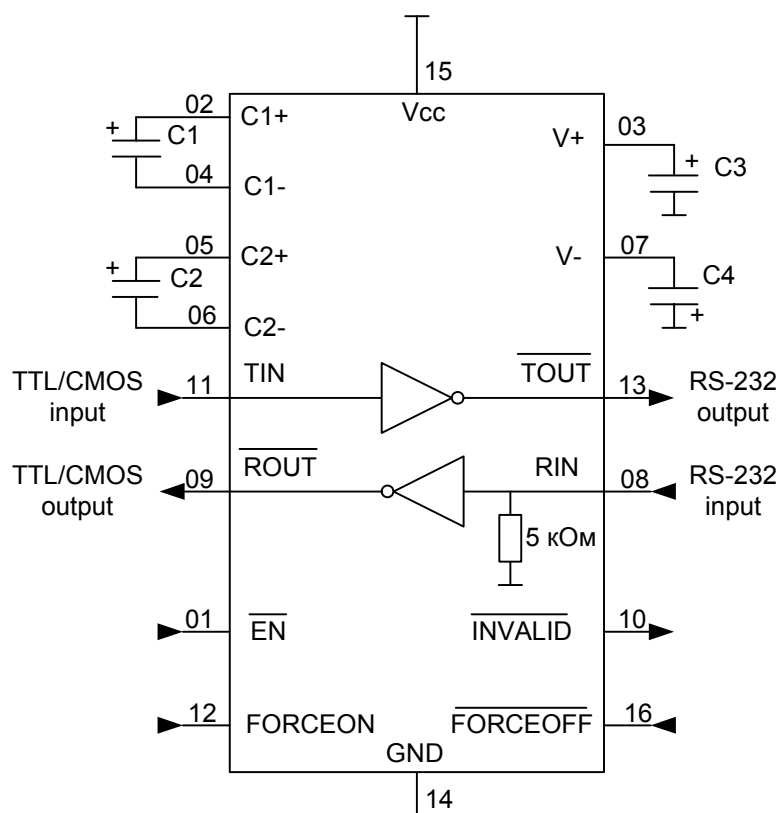 15
Vcc
02
C1+
+
C1
04
C1-
V+
03
+
C3
05
C2+
+
C2
06
C2-
V-
07
C4
+
TTL/CMOS
input
11
TIN
TOUT
13
RS-232
output
TTL/CMOS
output
09
ROUT
RIN
08
RS-232
input
5 кОм
01
EN
INVALID
10
12
FORCEON
FORCEOFF
16
GND
14